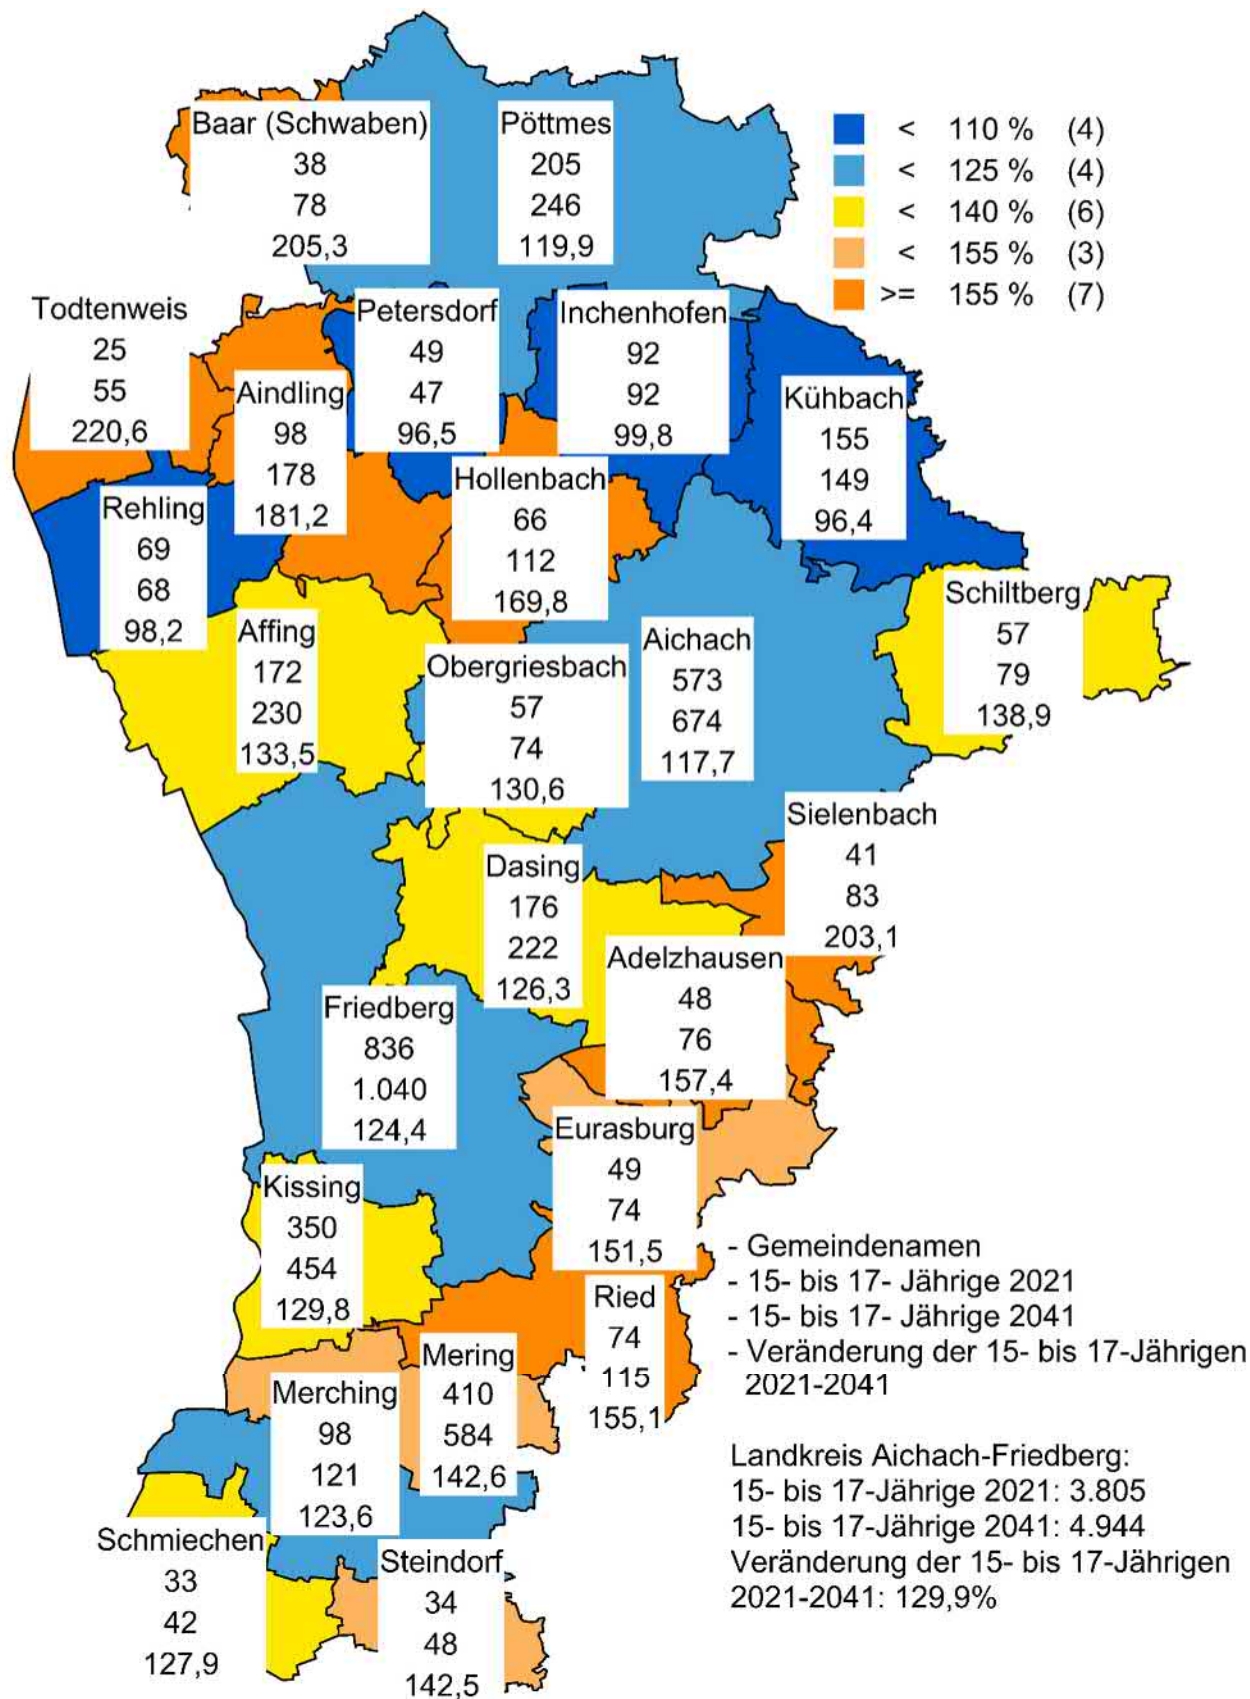 Baar (Schwaben)
38
78
205,3
Pöttmes
205
246
119,9
< 110 % (4)
< 125 % (4)
< 140 % (6)
< 155 % (3)
>= 155 % (7)
Todtenweis
25
55
220,6
Petersdorf
49
47
96,5
Inchenhofen
92
92
99,8
Aindling
98
178
181,2
Kühbach
155
149
96,4
Hollenbach
66
112
169,8
Rehling
69
68
98,2
Schiltberg
57
79
138,9
Affing
172
230
133,5
Obergriesbach
57
74
130,6
Aichach
573
674
117,7
Sielenbach
41
83
203,1
Dasing
176
222
126,3
Adelzhausen
48
76
157,4
Friedberg
836
1.040
124,4
Eurasburg
49
74
151,5
Kissing
350
454
129,8
Ried
74
115
155,1
Mering
410
584
142,6
Merching
98
121
123,6
Schmiechen
33
42
127,9
Steindorf
34
48
142,5
- Gemeindenamen
- 15- bis 17- Jährige 2021
- 15- bis 17- Jährige 2041
- Veränderung der 15- bis 17-Jährigen
2021-2041
Landkreis Aichach-Friedberg:
15- bis 17-Jährige 2021: 3.805
15- bis 17-Jährige 2041: 4.944
Veränderung der 15- bis 17-Jährigen
2021-2041: 129,9%